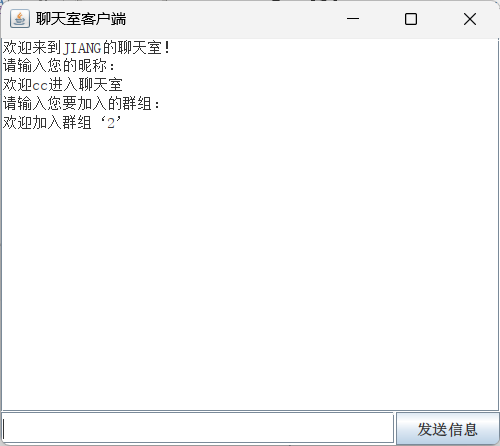 聊天室客户端
欢迎来到JIANG的聊天室!
请输入您的昵称:
欢迎cc进入聊天室
请输入您要加入的群组:
欢迎加入群组‘2’
发送信息